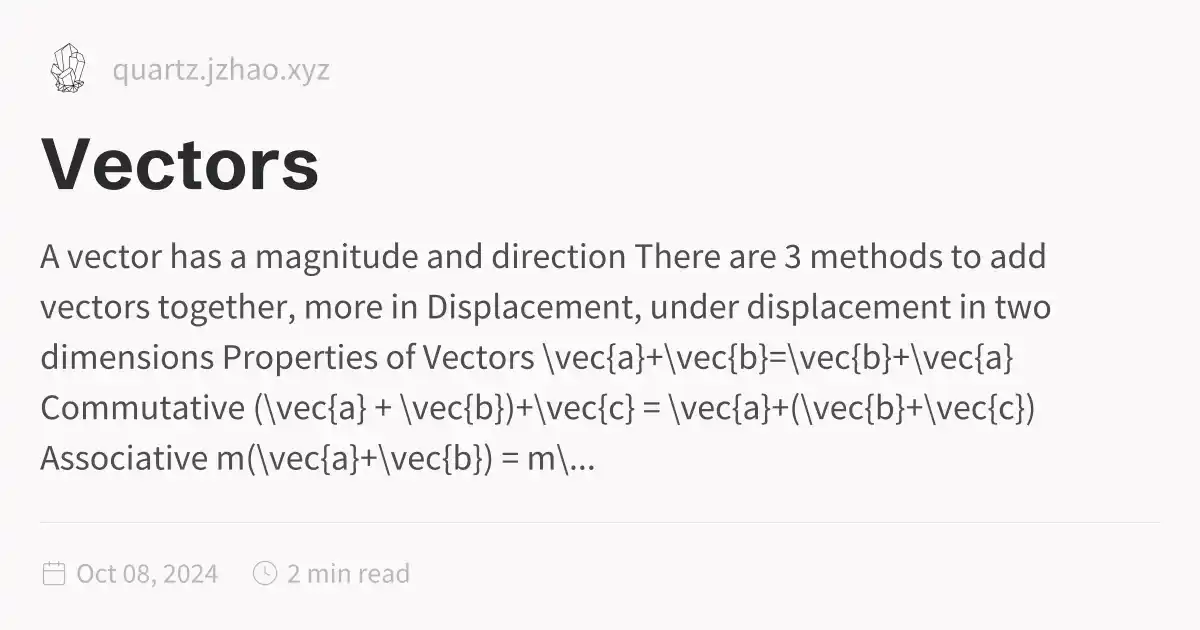 quartz.jzhao.xyz
Vectors
A vector has a magnitude and direction There are 3 methods to add
vectors together, more in Displacement, under displacement in two
dimensions Properties of Vectors \vec{a}+\vec{b}=\vec{b}+\vec{a}
Commutative (\vec{a} + \vec{b})+\vec{c} = \vec{a}+(\vec{b}+\vec{c})
Associative m(\vec{a}+\vec{b}) = m\...
Oct 08, 2024 2 min read